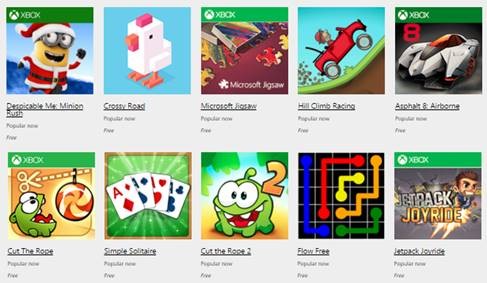 XBOX
XBOX
XBOX
8
Microsoft Jigsaw
Despicable Me: Minion
Rush
Crossy Road
Microsoft Jigsaw
Hill Climb Racing
Asphalt 8: Airborne
Popular now
Popular now
Popular now
Popular now
Popular now
Free
Free
Free
Free
Free
XBOX
XBOX
2
A
A
A
A
JETPACK
JOYRIDE
Cut The Rope
Simple Solitaire
Cut the Rope 2
Flow Free
Jetpack Joyride
Popular now
Popular now
Popular now
Popular now
Popular now
Free
Free
Free
Free
Free